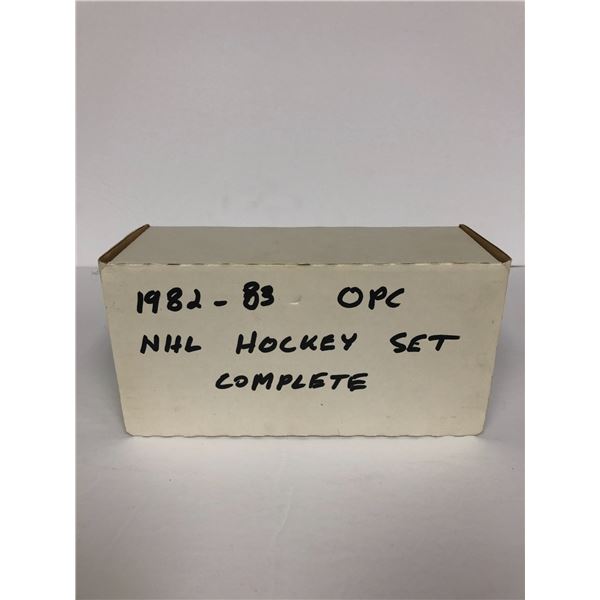 1982-83 OPC
NHL HOCKEY SET
COMPLETE